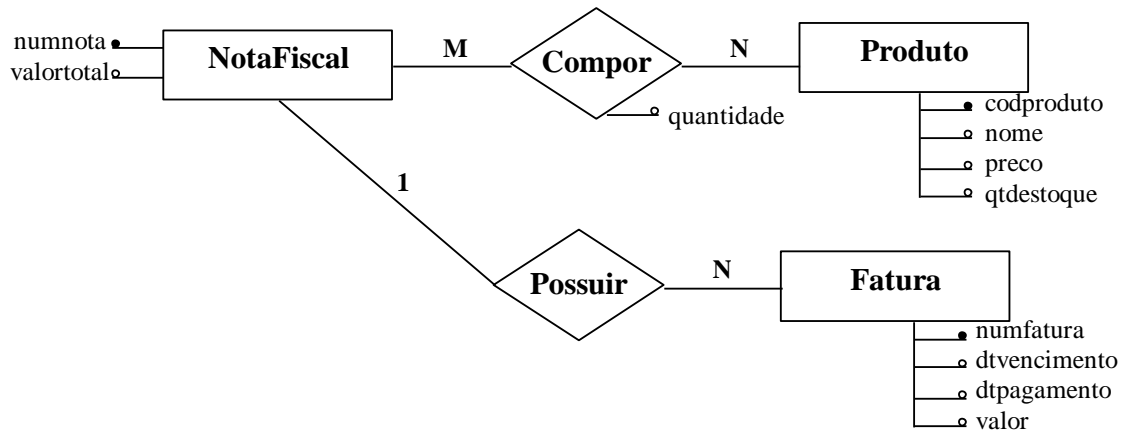 numnota
valortotal
NotaFiscal
M
Compor
N
Produto
quantidade
codproduto
nome
preco
qtdestoque
1
Possuir
N
Fatura
numfatura
dtvencimento
dtpagamento
valor